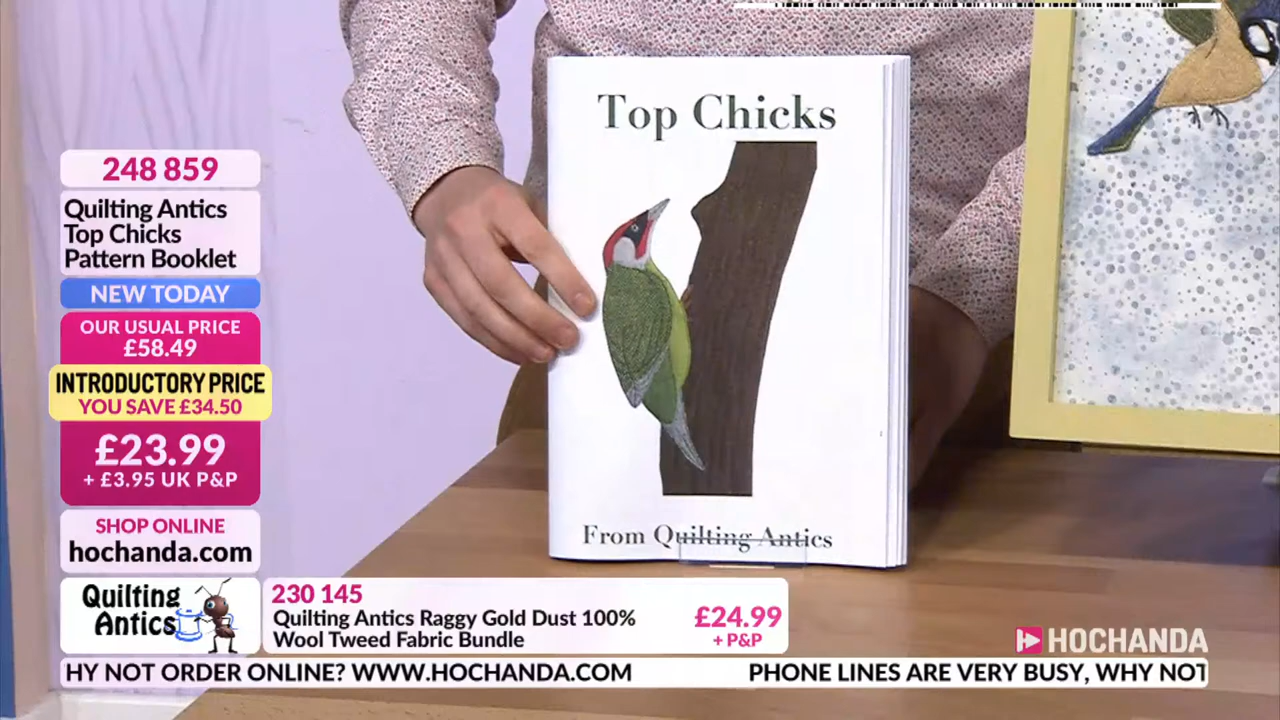 Top Chicks
From Quilting Antics
248 859
Quilting Antics
Top Chicks
Pattern Booklet
NEW TODAY
OUR USUAL PRICE
£58.49
INTRODUCTORY PRICE
YOU SAVE £34.50
£23.99
+ £3.95 UK P&P
SHOP ONLINE
hochanda.com
Quilting
Antics
230 145
Quilting Antics Raggy Gold Dust 100%
Wool Tweed Fabric Bundle
£24.99
+ P&P
HOCHANDA
HY NOT ORDER ONLINE? WWW.HOCHANDA.COM PHONE LINES ARE VERY BUSY, WHY NOT